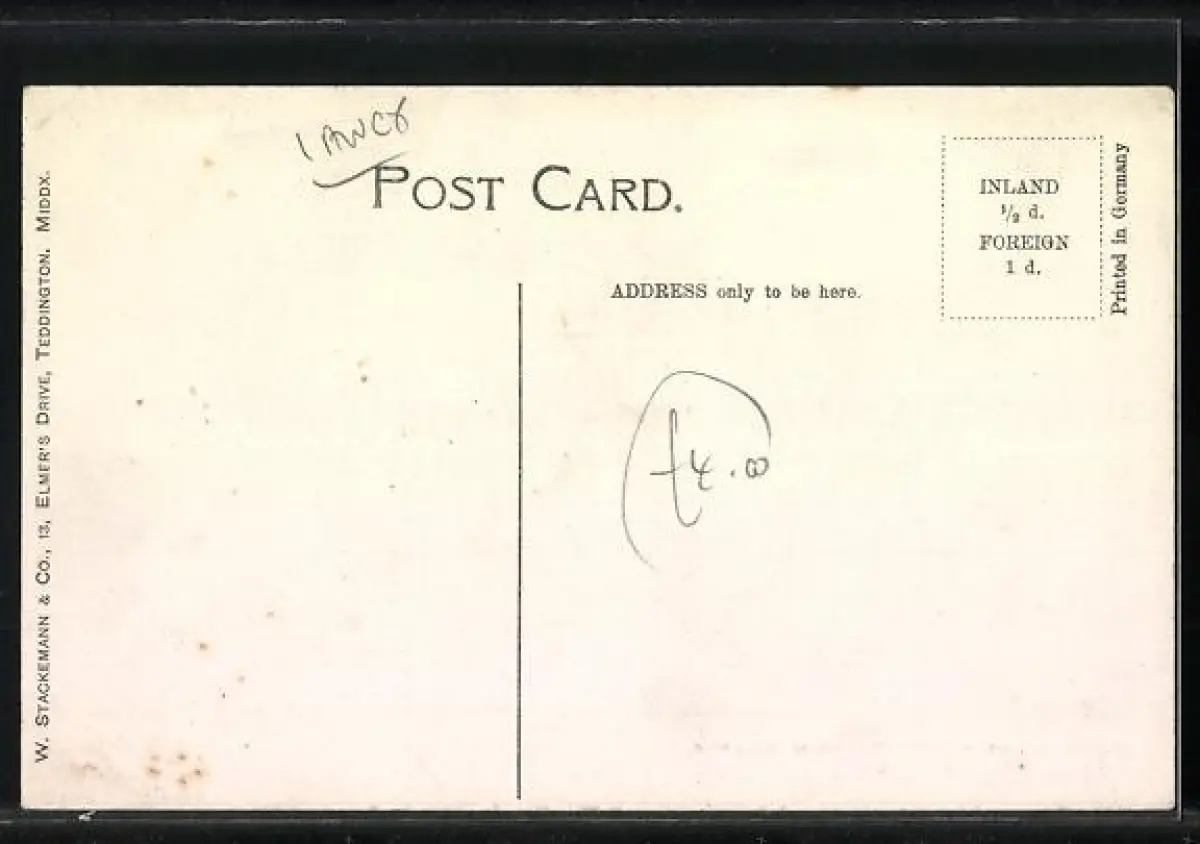 POST CARD.
INLAND
½ d.
FOREIGN
1 d.
Printed in Germany
ADDRESS only to be here.
£4.00
W. STACKEMANN & CO., 13, ELMER'S DRIVE, TEDDINGTON, MIDDX.